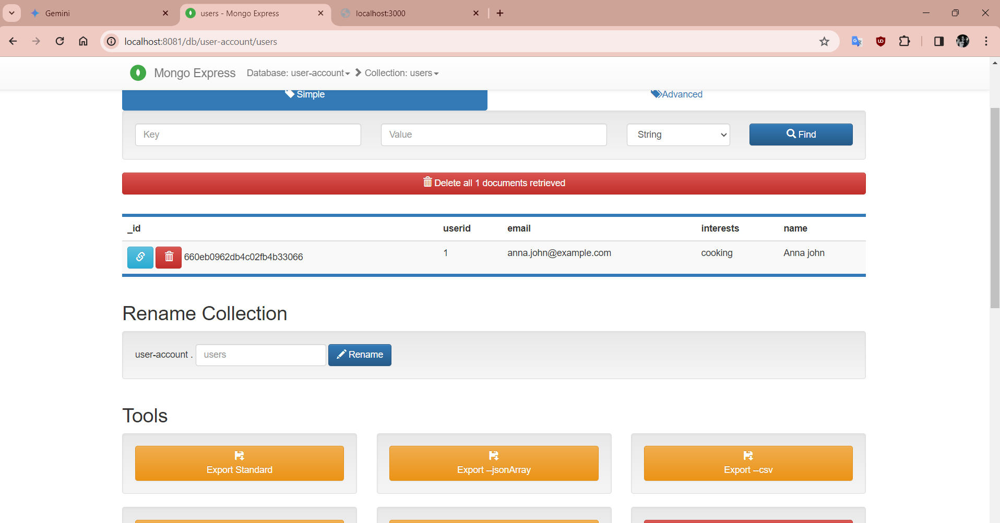 Gemini
users - Mongo Express
localhost:3000
localhost:8081/db/user-account/users
Mongo Express Database: user-account Collection: users
Simple
Advanced
Key
Value
String
Find
Delete all 1 documents retrieved
_id userid email interests name
660eb0962db4c02fb4b33066 1 anna.john@example.com cooking Anna john
Rename Collection
user-account . users Rename
Tools
Export Standard
Export --jsonArray
Export --csv